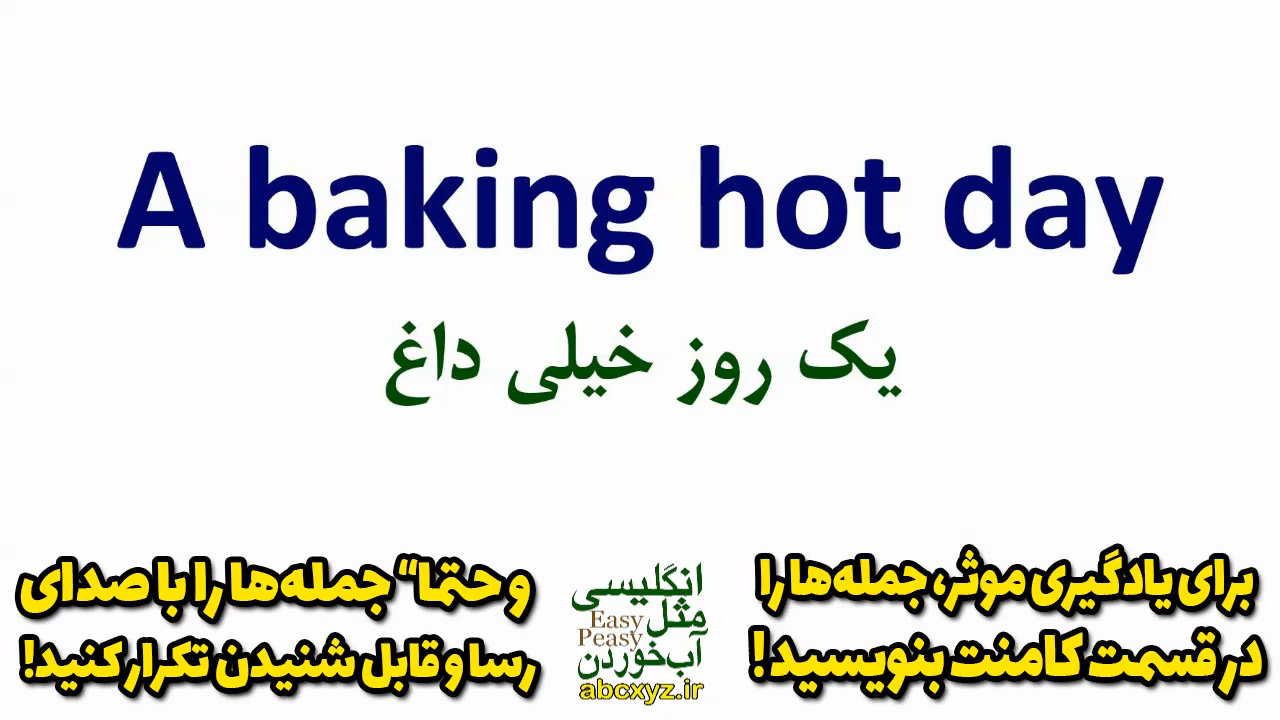 A baking hot day
یک روز خیلی داغ
برای یادگیری موثر، جمله‌ها را
در قسمت کامنت بنویسید!
و حتما“ جمله‌ها را با صدای
رسا و قابل شنیدن تکرار کنید!
انگلیسی
مثل
Easy
Peasy
آب خوردن
abcxyz.ir